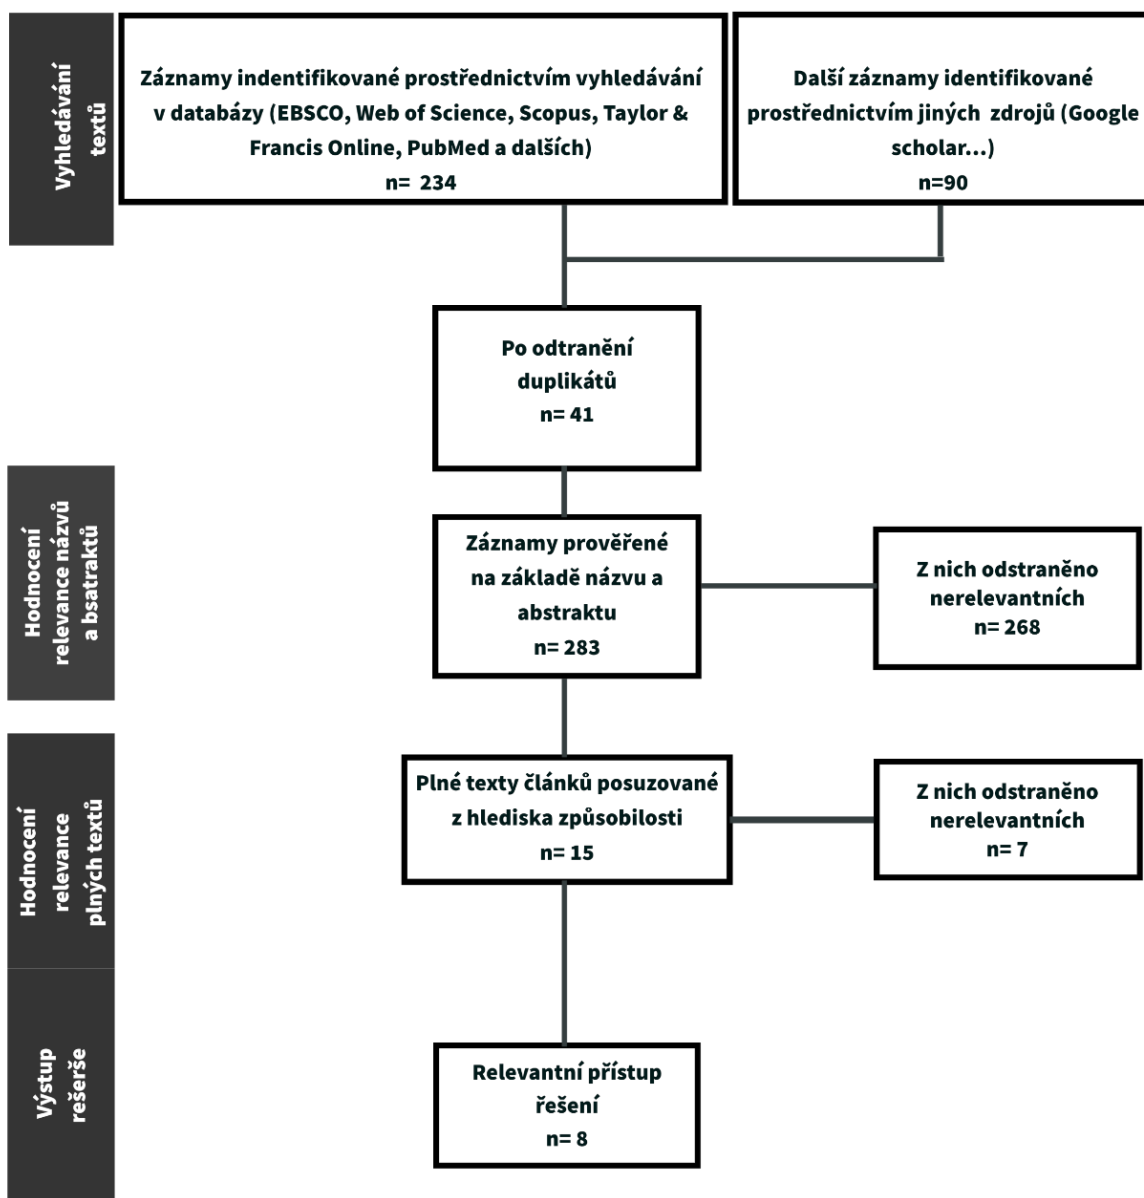 Vyhledávání
textů
Záznamy indentifikované prostřednictvím vyhledávání
v databázy (EBSCO, Web of Science, Scopus, Taylor &
Francis Online, PubMed a dalších)
n= 234
Další záznamy identifikované
prostřednictvím jiných zdrojů (Google
scholar...)
n=90
Po odtranění
duplikátů
n= 41
Hodnocení
relevance názvů
a bsatraktů
Záznamy prověřené
na základě názvu a
abstraktu
n= 283
Z nich odstraněno
nerelevantních
n= 268
Hodnocení
relevance
plných textů
Plné texty článků posuzované
z hlediska způsobilosti
n= 15
Z nich odstraněno
nerelevantních
n= 7
Výstup
rešerše
Relevantní přístup
řešení
n= 8